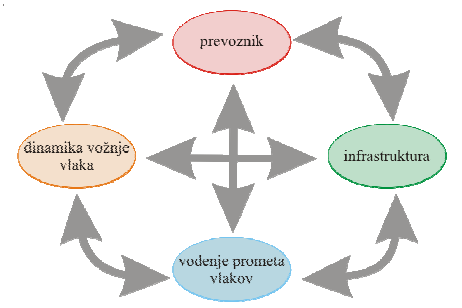 prevoznik
dinamika vožnje
vlaka
infrastruktura
vodenje prometa
vlakov